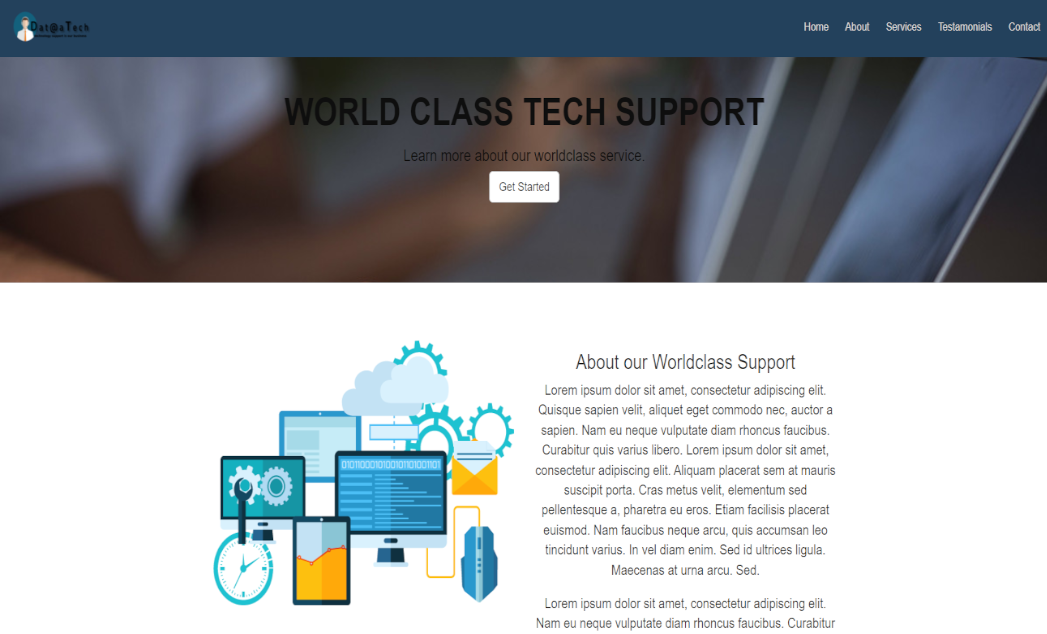 Dat@aTech
Home About Services Testamonials Contact
WORLD CLASS TECH SUPPORT
Learn more about our worldclass service.
Get Started
About our Worldclass Support
Lorem ipsum dolor sit amet, consectetur adipiscing elit.
Quisque sapien velit, aliquet eget commodo nec, auctor a
sapien. Nam eu neque vulputate diam rhoncus faucibus.
Curabitur quis varius libero. Lorem ipsum dolor sit amet,
consectetur adipiscing elit. Aliquam placerat sem at mauris
suscipit porta. Cras metus velit, elementum sed
pellentesque a, pharetra eu eros. Etiam facilisis placerat
euismod. Nam faucibus neque arcu, quis accumsan leo
tincidunt varius. In vel diam enim. Sed id ultrices ligula.
Maecenas at urna arcu. Sed.
Lorem ipsum dolor sit amet, consectetur adipiscing elit.
Nam eu neque vulputate diam rhoncus faucibus. Curabitur